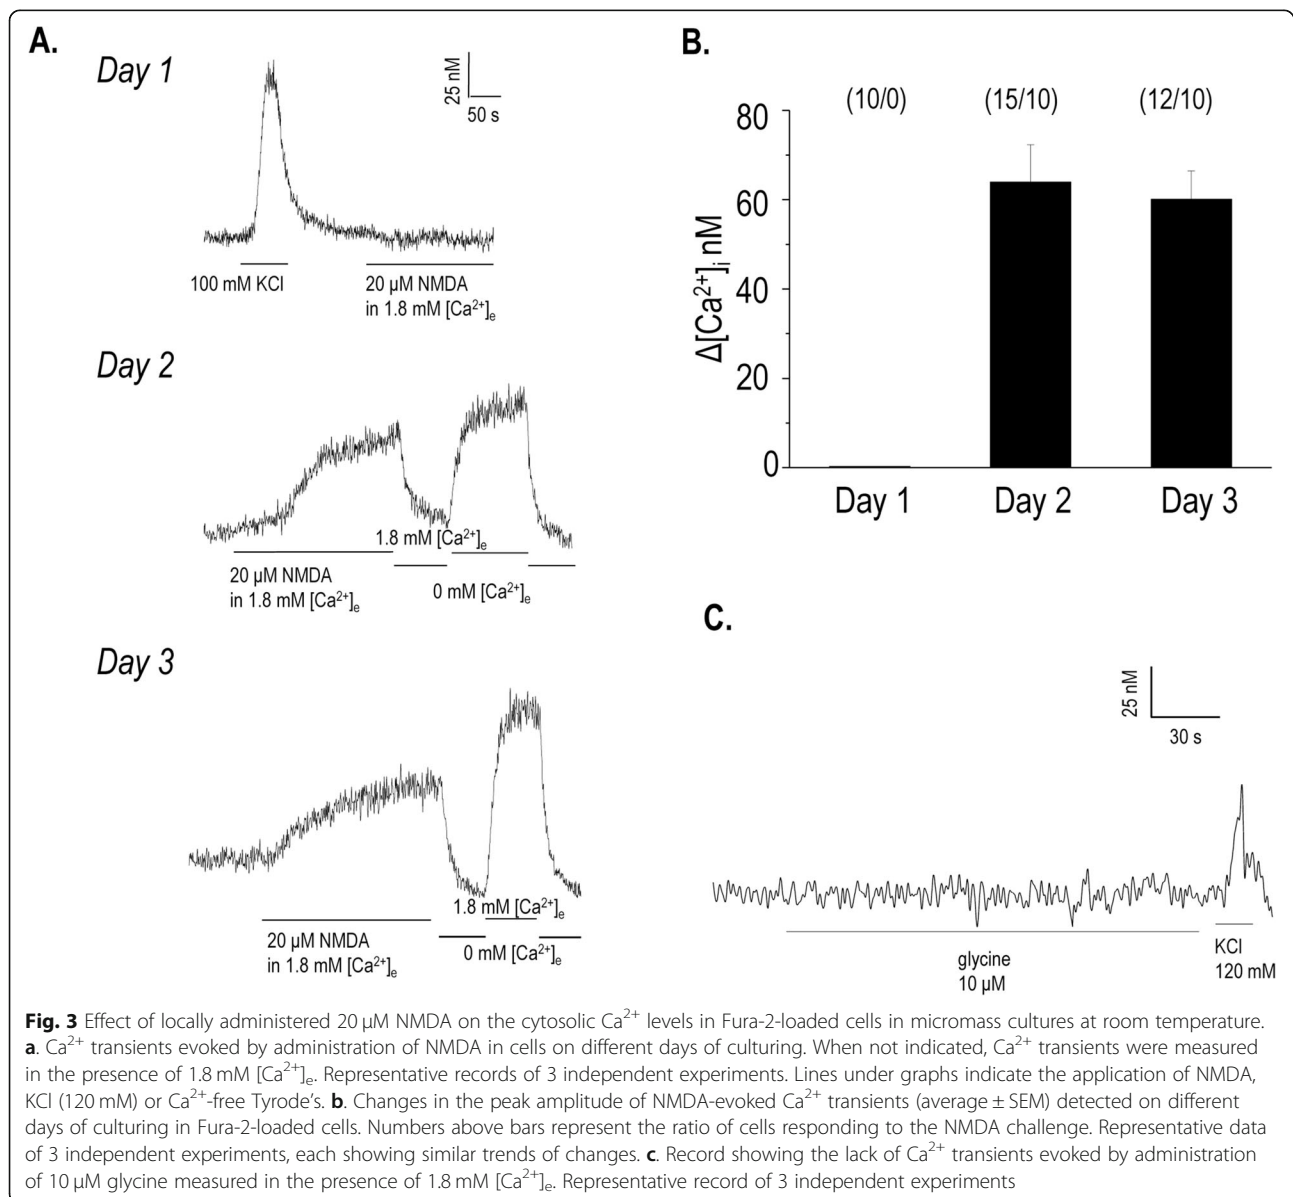 A.
Day 1
25 nM
50 s
100 mM KCl
20 µM NMDA
in 1.8 mM [Ca²⁺]ₑ
Day 2
1.8 mM [Ca²⁺]ₑ
20 µM NMDA
in 1.8 mM [Ca²⁺]ₑ
0 mM [Ca²⁺]ₑ
Day 3
1.8 mM [Ca²⁺]ₑ
20 µM NMDA
in 1.8 mM [Ca²⁺]ₑ
0 mM [Ca²⁺]ₑ
B.
(10/0) (15/10) (12/10)
Δ[Ca²⁺]ᵢ nM
80
60
40
20
0
Day 1 Day 2 Day 3
C.
25 nM
30 s
glycine
10 µM
KCl
120 mM
Fig. 3 Effect of locally administered 20 µM NMDA on the cytosolic Ca²⁺ levels in Fura-2-loaded cells in micromass cultures at room temperature.
a. Ca²⁺ transients evoked by administration of NMDA in cells on different days of culturing. When not indicated, Ca²⁺ transients were measured
in the presence of 1.8 mM [Ca²⁺]ₑ. Representative records of 3 independent experiments. Lines under graphs indicate the application of NMDA,
KCl (120 mM) or Ca²⁺-free Tyrode's. b. Changes in the peak amplitude of NMDA-evoked Ca²⁺ transients (average ± SEM) detected on different
days of culturing in Fura-2-loaded cells. Numbers above bars represent the ratio of cells responding to the NMDA challenge. Representative data
of 3 independent experiments, each showing similar trends of changes. c. Record showing the lack of Ca²⁺ transients evoked by administration
of 10 µM glycine measured in the presence of 1.8 mM [Ca²⁺]ₑ. Representative record of 3 independent experiments